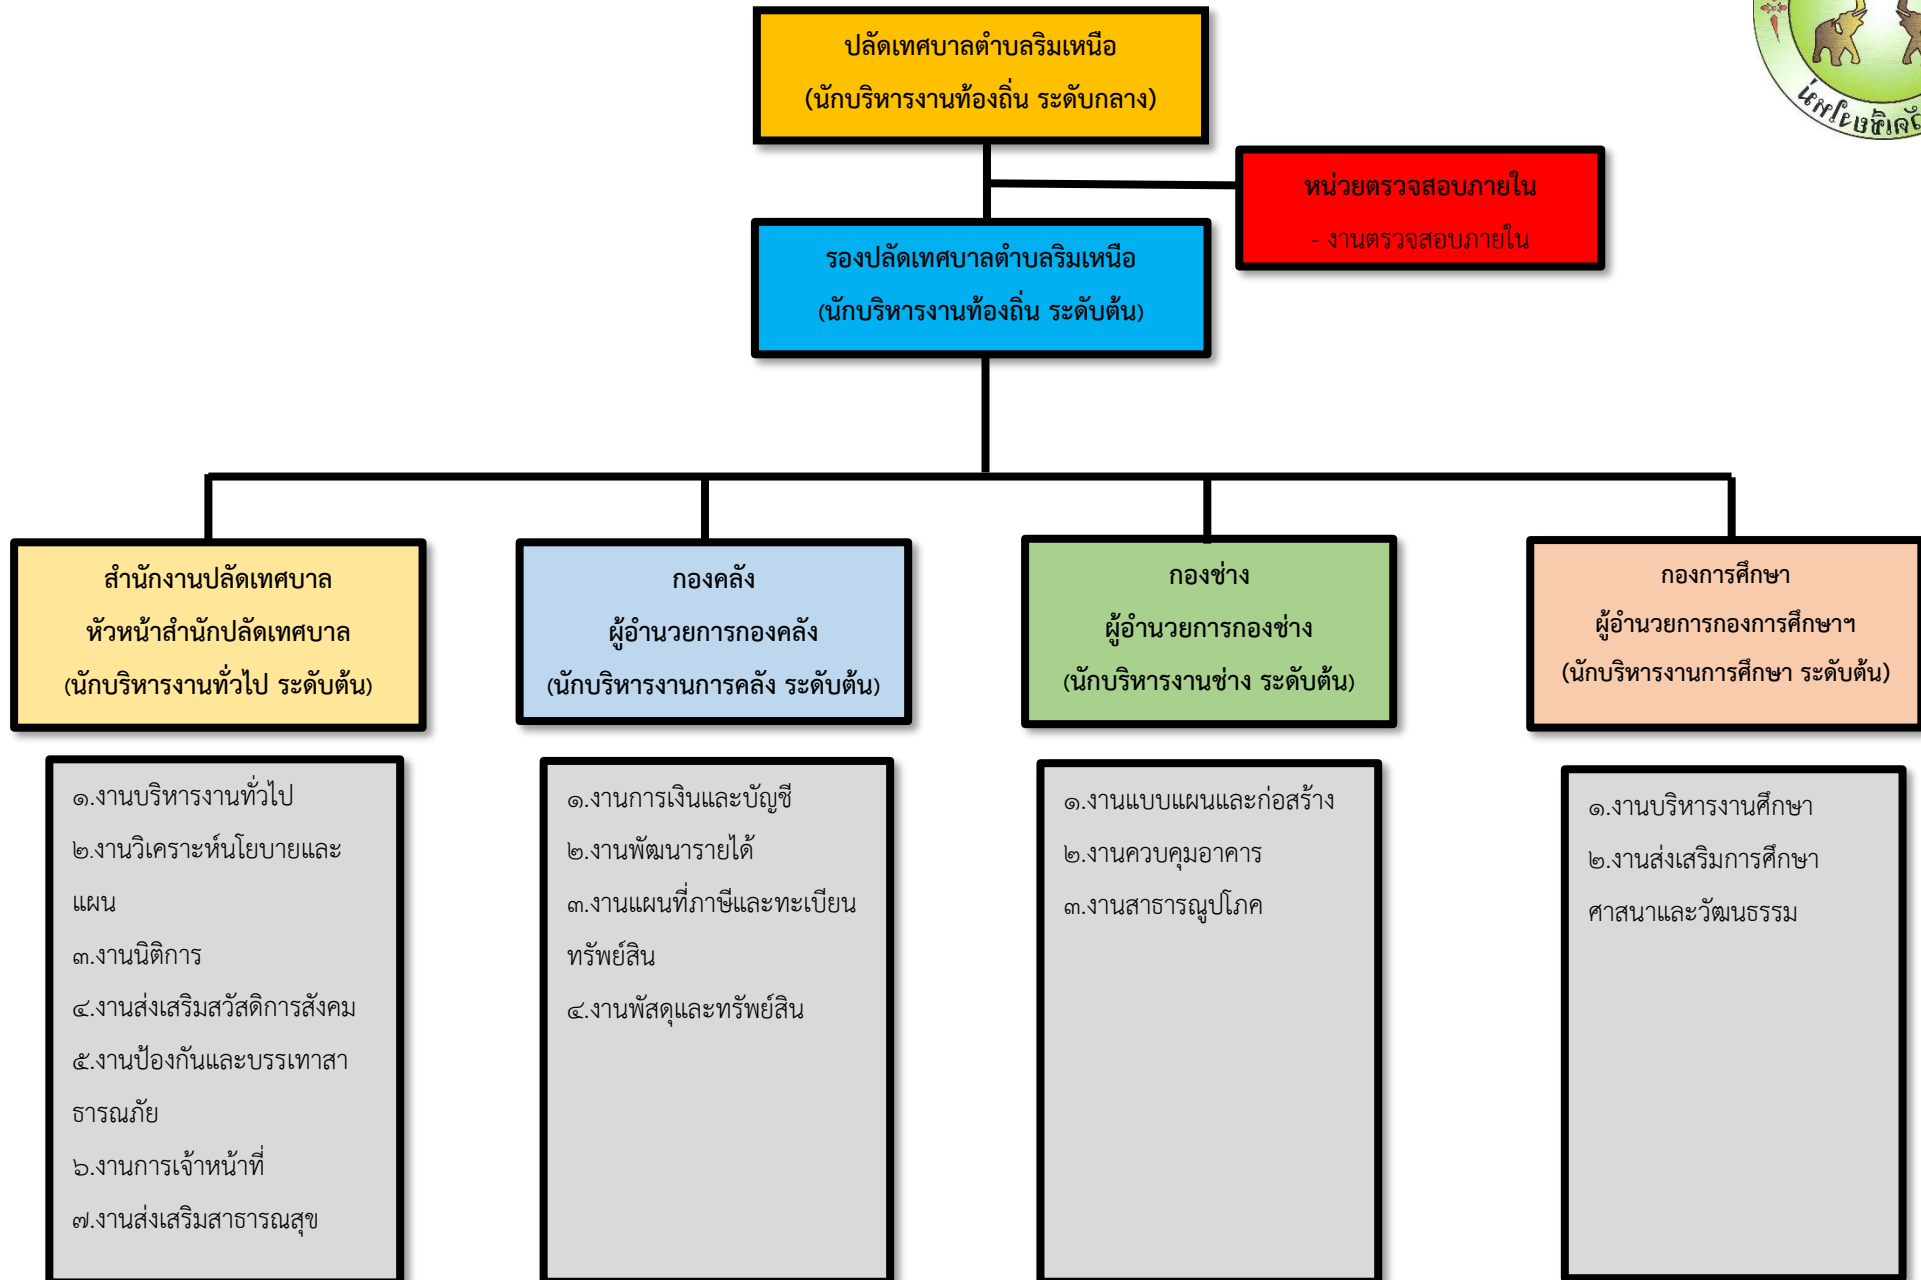 ปลัดเทศบาลตำบลริมเหนือ
(นักบริหารงานท้องถิ่น ระดับกลาง)
หน่วยตรวจสอบภายใน
- งานตรวจสอบภายใน
รองปลัดเทศบาลตำบลริมเหนือ
(นักบริหารงานท้องถิ่น ระดับต้น)
สำนักงานปลัดเทศบาล
หัวหน้าสำนักปลัดเทศบาล
(นักบริหารงานทั่วไป ระดับต้น)
กองคลัง
ผู้อำนวยการกองคลัง
(นักบริหารงานการคลัง ระดับต้น)
กองช่าง
ผู้อำนวยการกองช่าง
(นักบริหารงานช่าง ระดับต้น)
กองการศึกษา
ผู้อำนวยการกองการศึกษาฯ
(นักบริหารงานการศึกษา ระดับต้น)
๑.งานบริหารงานทั่วไป
๒.งานวิเคราะห์นโยบายและ
แผน
๓.งานนิติการ
๔.งานส่งเสริมสวัสดิการสังคม
๕.งานป้องกันและบรรเทาสา
ธารณภัย
๖.งานการเจ้าหน้าที่
๗.งานส่งเสริมสาธารณสุข
๑.งานการเงินและบัญชี
๒.งานพัฒนารายได้
๓.งานแผนที่ภาษีและทะเบียน
ทรัพย์สิน
๔.งานพัสดุและทรัพย์สิน
๑.งานแบบแผนและก่อสร้าง
๒.งานควบคุมอาคาร
๓.งานสาธารณูปโภค
๑.งานบริหารงานศึกษา
๒.งานส่งเสริมการศึกษา
ศาสนาและวัฒนธรรม